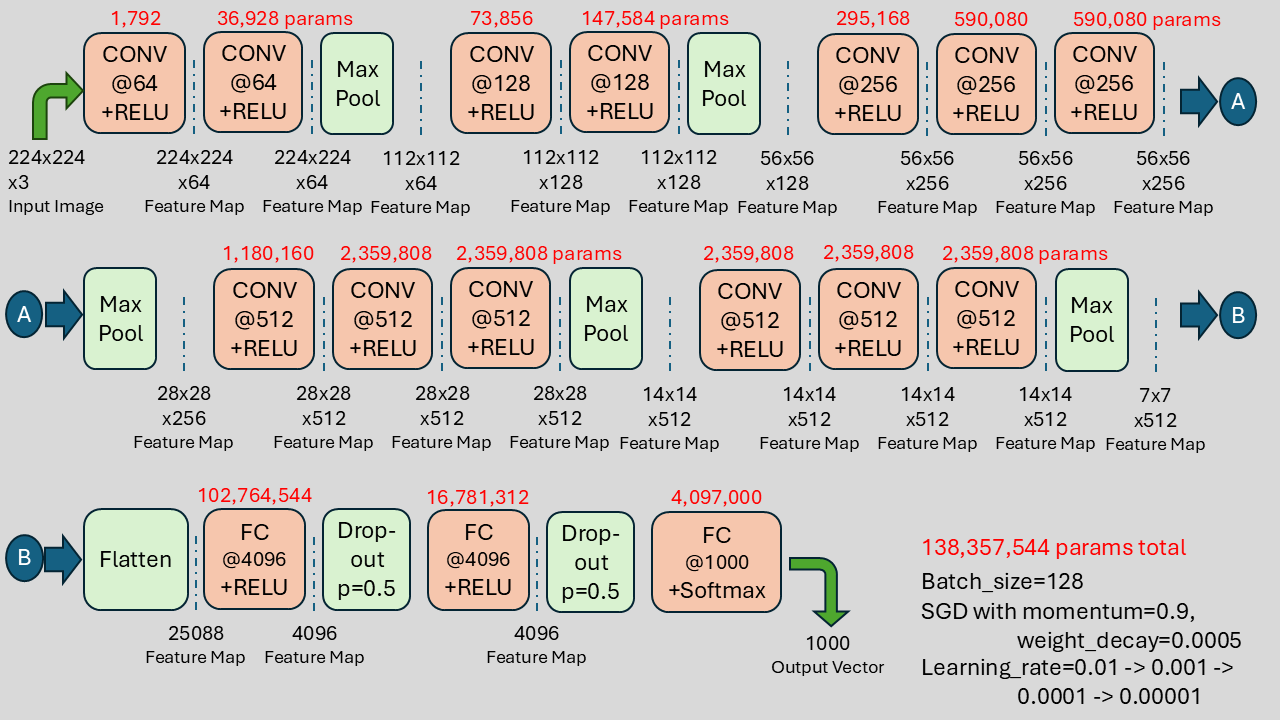 1,792 36,928 params 73,856 147,584 params 295,168 590,080 590,080 params
CONV @64 +RELU
CONV @64 +RELU
Max Pool
CONV @128 +RELU
CONV @128 +RELU
Max Pool
CONV @256 +RELU
CONV @256 +RELU
CONV @256 +RELU
A
224x224 x3 Input Image
224x224 x64 Feature Map
224x224 x64 Feature Map
112x112 x64 Feature Map
112x112 x128 Feature Map
112x112 x128 Feature Map
56x56 x128 Feature Map
56x56 x256 Feature Map
56x56 x256 Feature Map
56x56 x256 Feature Map
1,180,160 2,359,808 2,359,808 params 2,359,808 2,359,808 2,359,808 params
A
Max Pool
CONV @512 +RELU
CONV @512 +RELU
CONV @512 +RELU
Max Pool
CONV @512 +RELU
CONV @512 +RELU
CONV @512 +RELU
Max Pool
B
28x28 x256 Feature Map
28x28 x512 Feature Map
28x28 x512 Feature Map
28x28 x512 Feature Map
14x14 x512 Feature Map
14x14 x512 Feature Map
14x14 x512 Feature Map
14x14 x512 Feature Map
7x7 x512 Feature Map
102,764,544 16,781,312 4,097,000
B
Flatten
FC @4096 +RELU
Drop-out p=0.5
FC @4096 +RELU
Drop-out p=0.5
FC @1000 +Softmax
25088 Feature Map
4096 Feature Map
4096 Feature Map
1000 Output Vector
138,357,544 params total
Batch_size=128
SGD with momentum=0.9,
weight_decay=0.0005
Learning_rate=0.01 -> 0.001 ->
0.0001 -> 0.00001